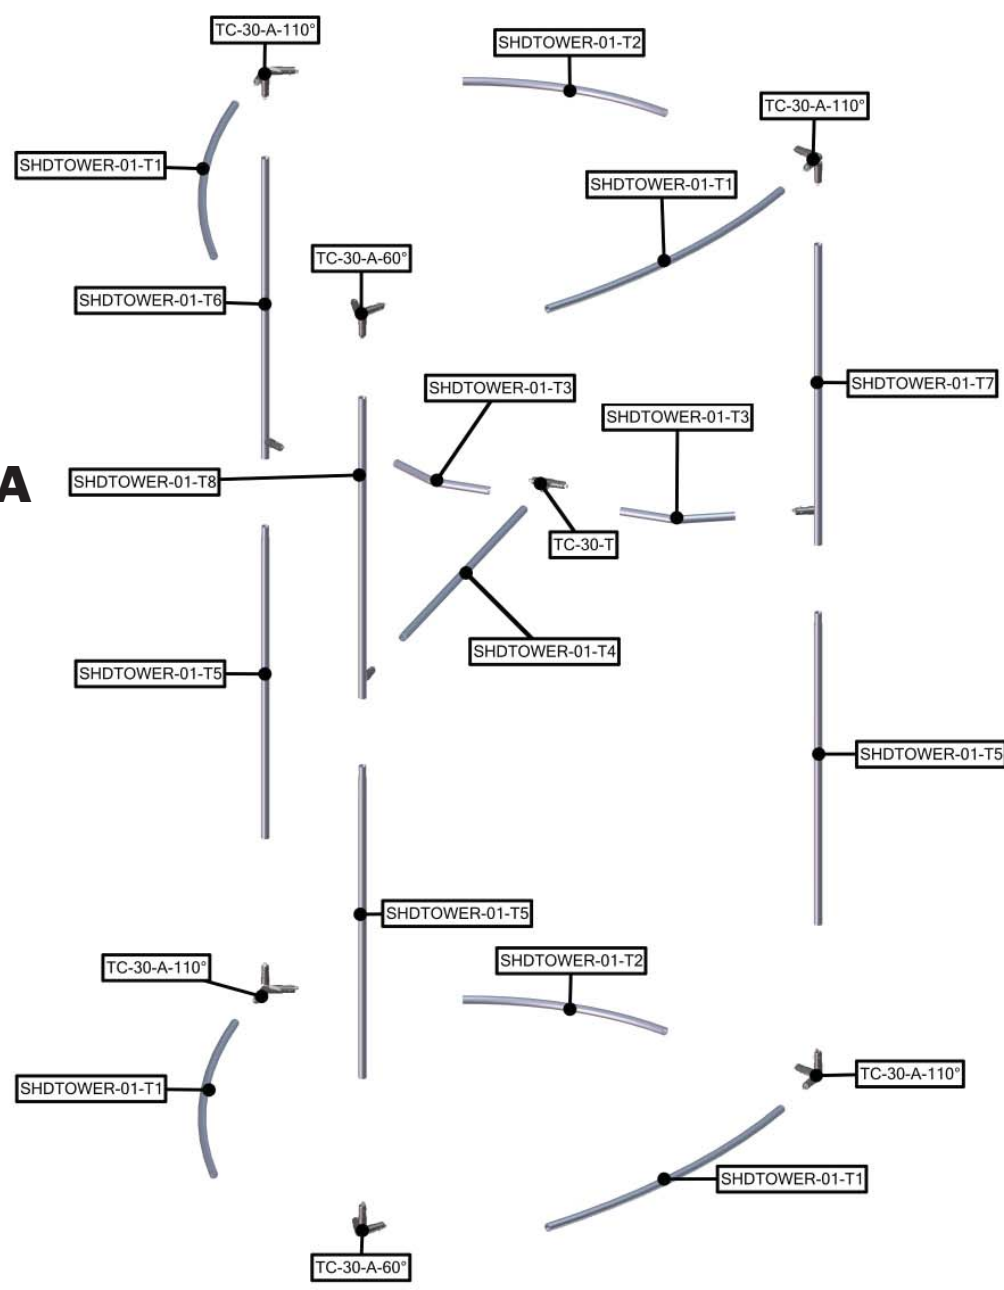 TC-30-A-110°
SHDTOWER-01-T2
TC-30-A-110°
SHDTOWER-01-T1
SHDTOWER-01-T1
TC-30-A-60°
SHDTOWER-01-T6
SHDTOWER-01-T7
SHDTOWER-01-T3
SHDTOWER-01-T3
A
SHDTOWER-01-T8
TC-30-T
SHDTOWER-01-T4
SHDTOWER-01-T5
SHDTOWER-01-T5
SHDTOWER-01-T5
SHDTOWER-01-T2
TC-30-A-110°
TC-30-A-110°
SHDTOWER-01-T1
SHDTOWER-01-T1
TC-30-A-60°